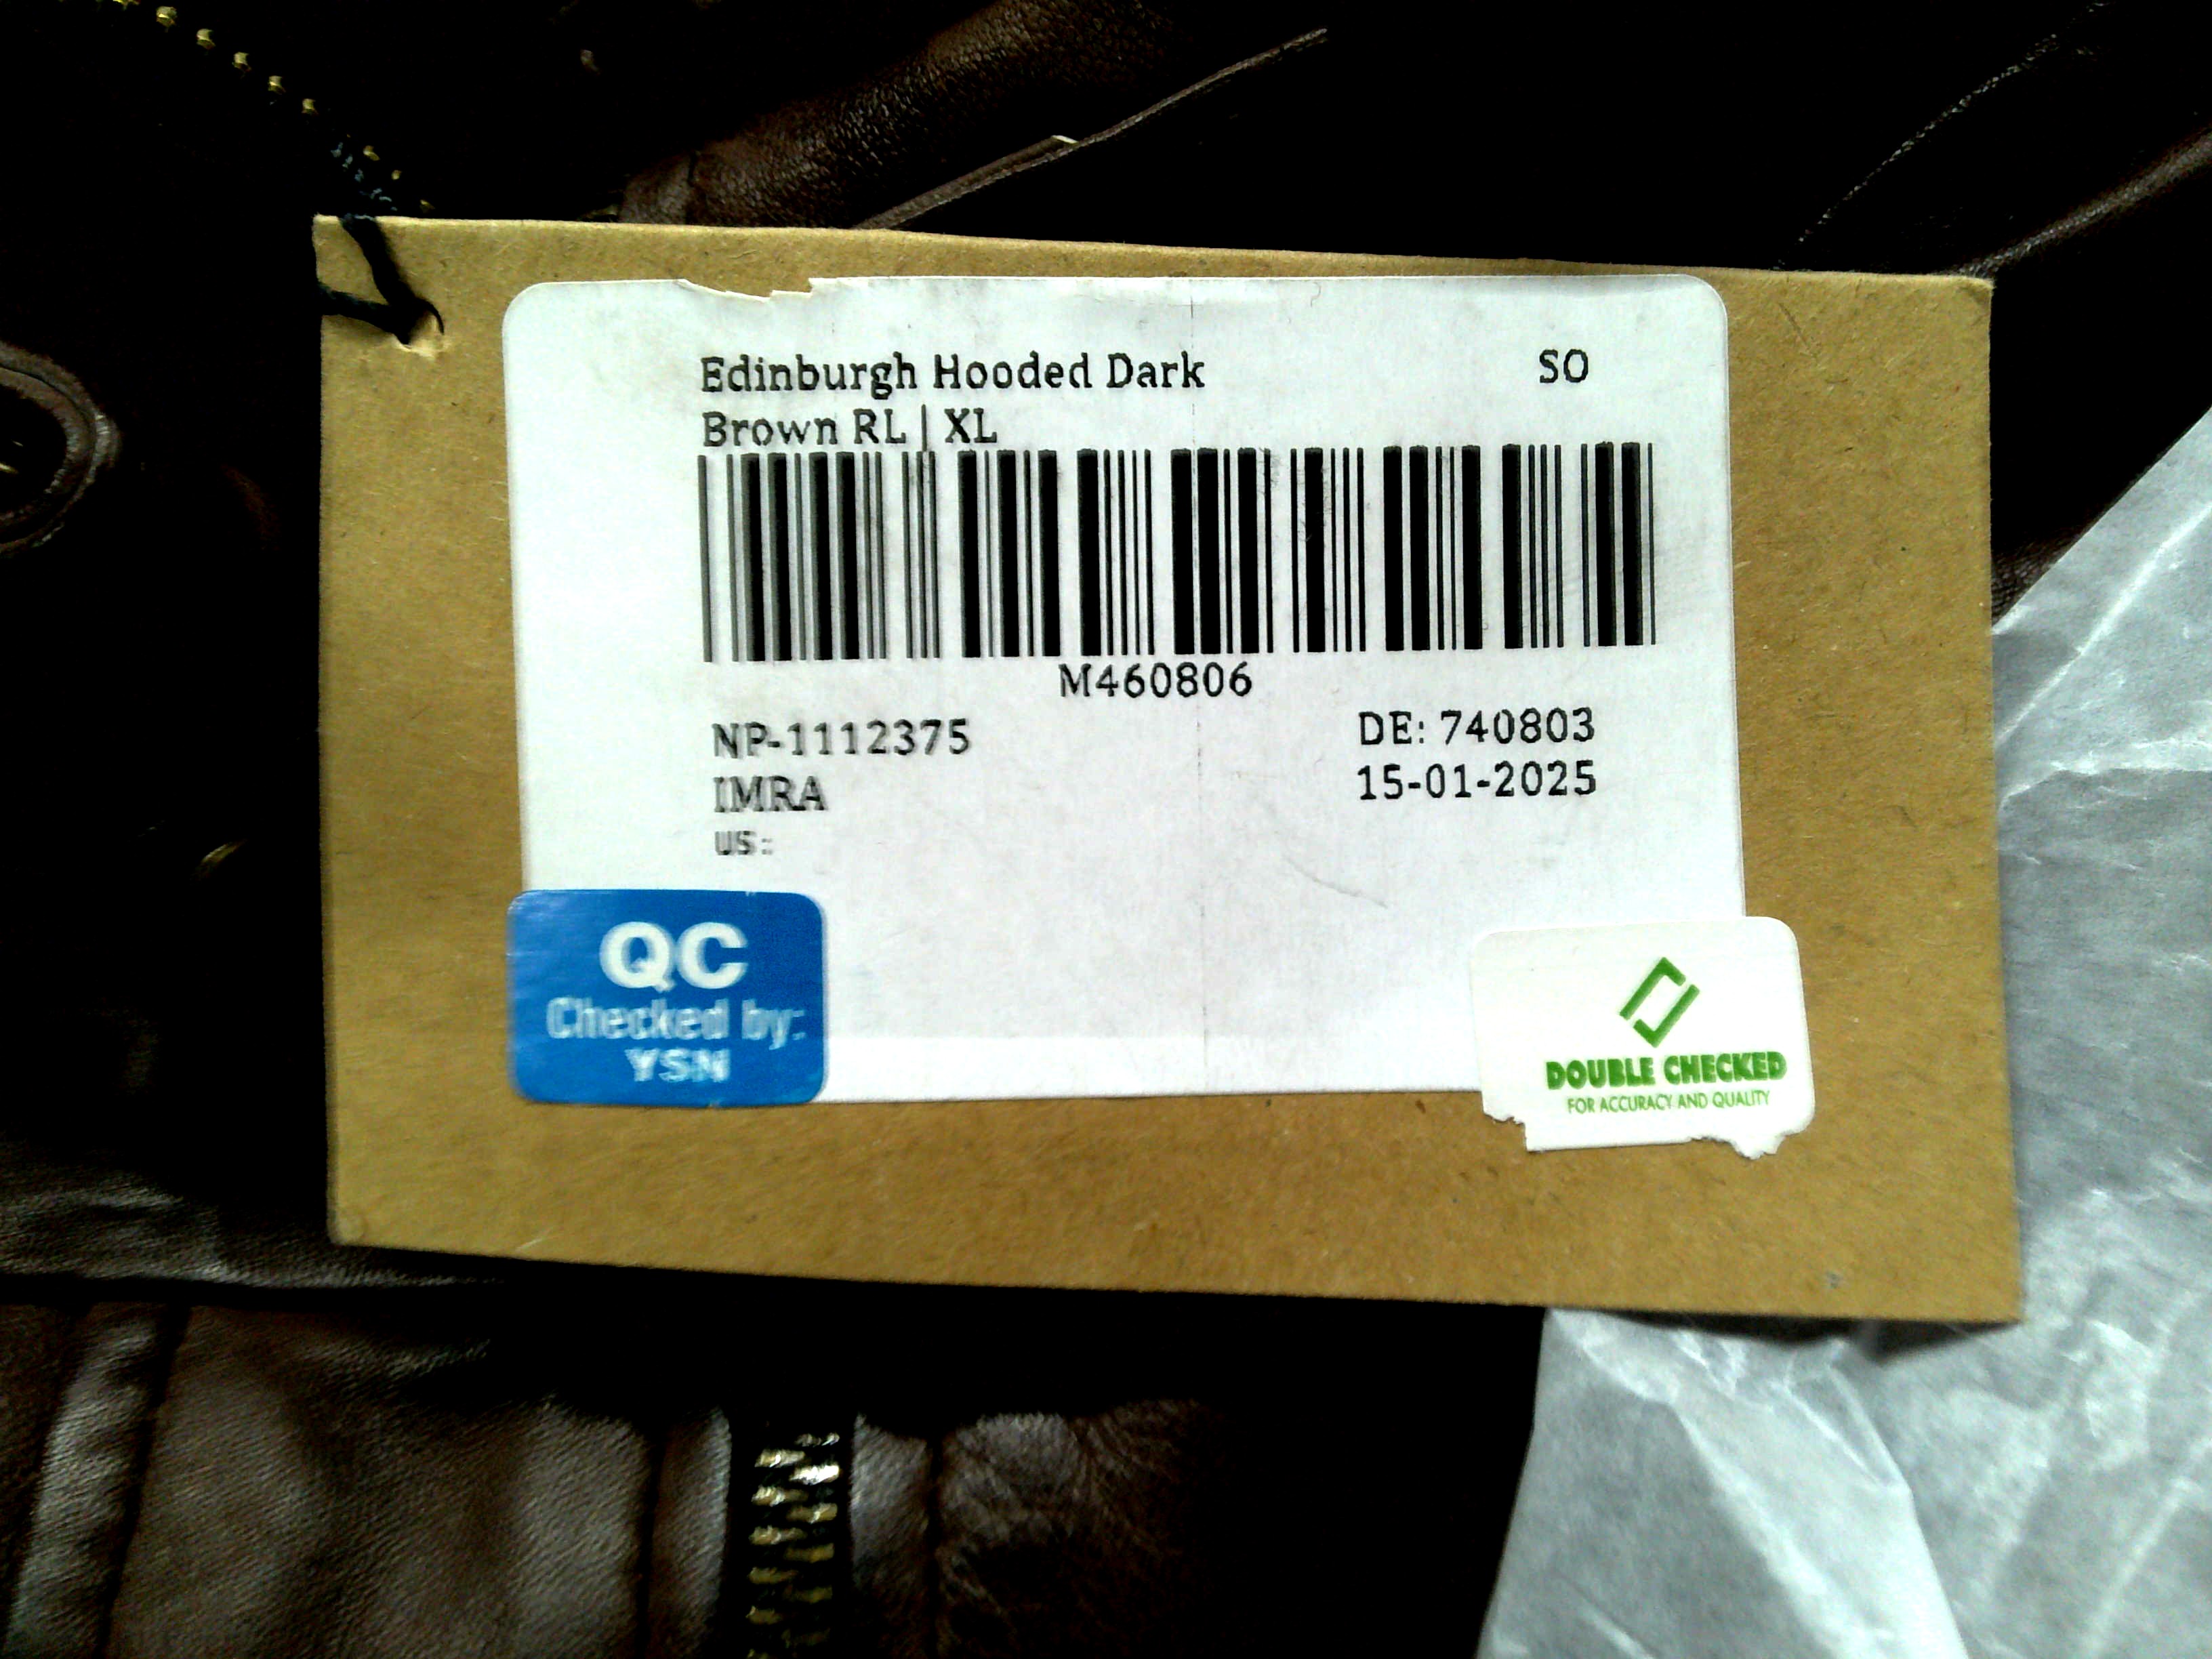 Edinburgh Hooded Dark
Brown RL | XL
SO
M460806
NP-1112375
IMRA
US:
DE: 740803
15-01-2025
QC
Checked by:
YSN
DOUBLE CHECKED
FOR ACCURACY AND QUALITY